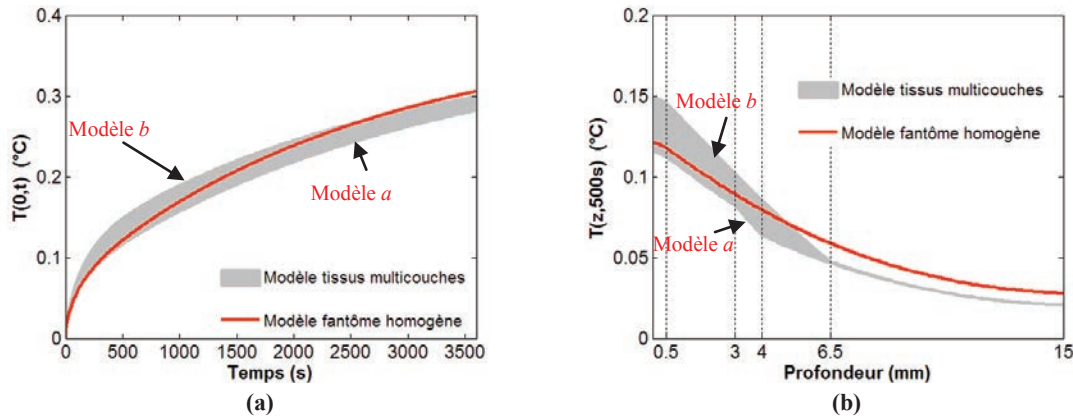 0.4
0.3
0.2
0.1
0
T(0,t) (°C)
Modèle b
Modèle a
Modèle tissus multicouches
Modèle fantôme homogène
0 500 1000 1500 2000 2500 3000 3500
Temps (s)
(a)
0.2
0.15
0.1
0.05
0
T(z,500s) (°C)
Modèle tissus multicouches
Modèle b
Modèle fantôme homogène
Modèle a
0.5 3 4 6.5 15
Profondeur (mm)
(b)